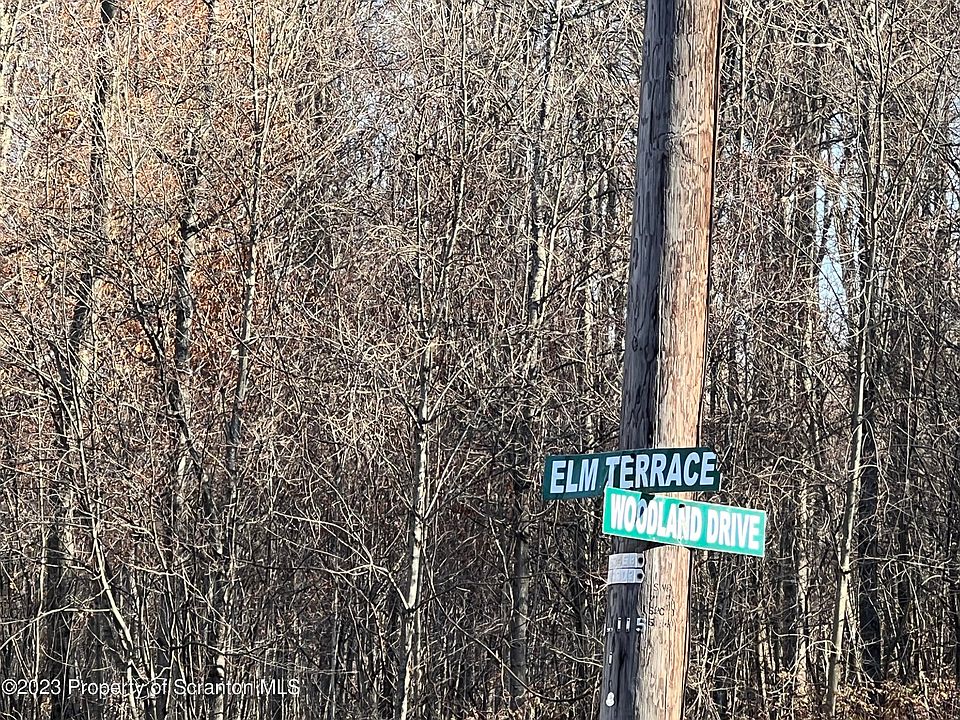 ELM TERRACE
WOODLAND DRIVE
©2023 Property of Scranton MLS